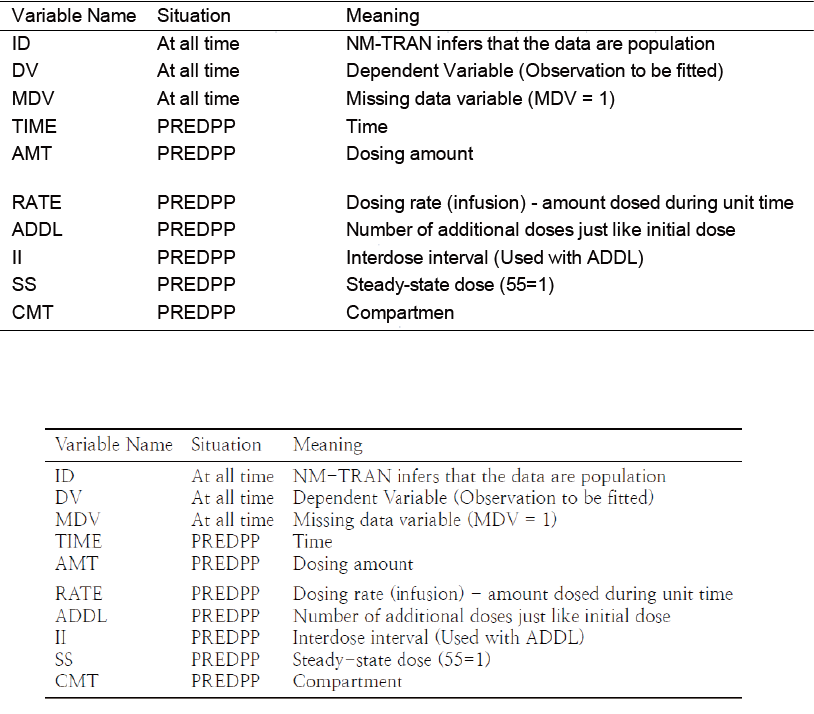 Variable Name Situation Meaning
ID At all time NM-TRAN infers that the data are population
DV At all time Dependent Variable (Observation to be fitted)
MDV At all time Missing data variable (MDV = 1)
TIME PREDPP Time
AMT PREDPP Dosing amount
RATE PREDPP Dosing rate (infusion) - amount dosed during unit time
ADDL PREDPP Number of additional doses just like initial dose
II PREDPP Interdose interval (Used with ADDL)
SS PREDPP Steady-state dose (55=1)
CMT PREDPP Compartmen
Variable Name Situation Meaning
ID At all time NM-TRAN infers that the data are population
DV At all time Dependent Variable (Observation to be fitted)
MDV At all time Missing data variable (MDV = 1)
TIME PREDPP Time
AMT PREDPP Dosing amount
RATE PREDPP Dosing rate (infusion) - amount dosed during unit time
ADDL PREDPP Number of additional doses just like initial dose
II PREDPP Interdose interval (Used with ADDL)
SS PREDPP Steady-state dose (55=1)
CMT PREDPP Compartment